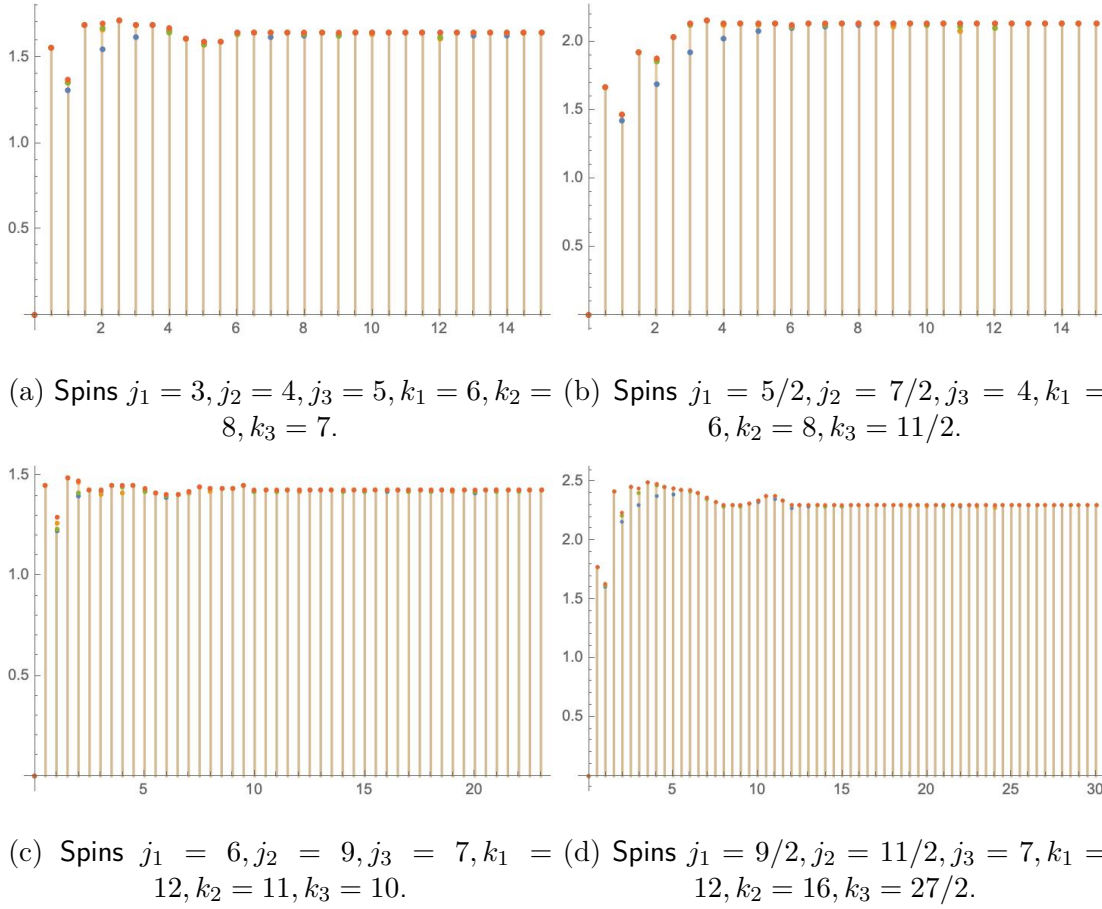 1.5
1.0
0.5
2 4 6 8 10 12 14
2.0
1.5
1.0
0.5
2 4 6 8 10 12 14
(a) Spins j₁ = 3, j₂ = 4, j₃ = 5, k₁ = 6, k₂ =
8, k₃ = 7.
(b) Spins j₁ = 5/2, j₂ = 7/2, j₃ = 4, k₁ =
6, k₂ = 8, k₃ = 11/2.
1.5
1.0
0.5
5 10 15 20
2.5
2.0
1.5
1.0
0.5
5 10 15 20 25 30
(c) Spins j₁ = 6, j₂ = 9, j₃ = 7, k₁ =
12, k₂ = 11, k₃ = 10.
(d) Spins j₁ = 9/2, j₂ = 11/2, j₃ = 7, k₁ =
12, k₂ = 16, k₃ = 27/2.